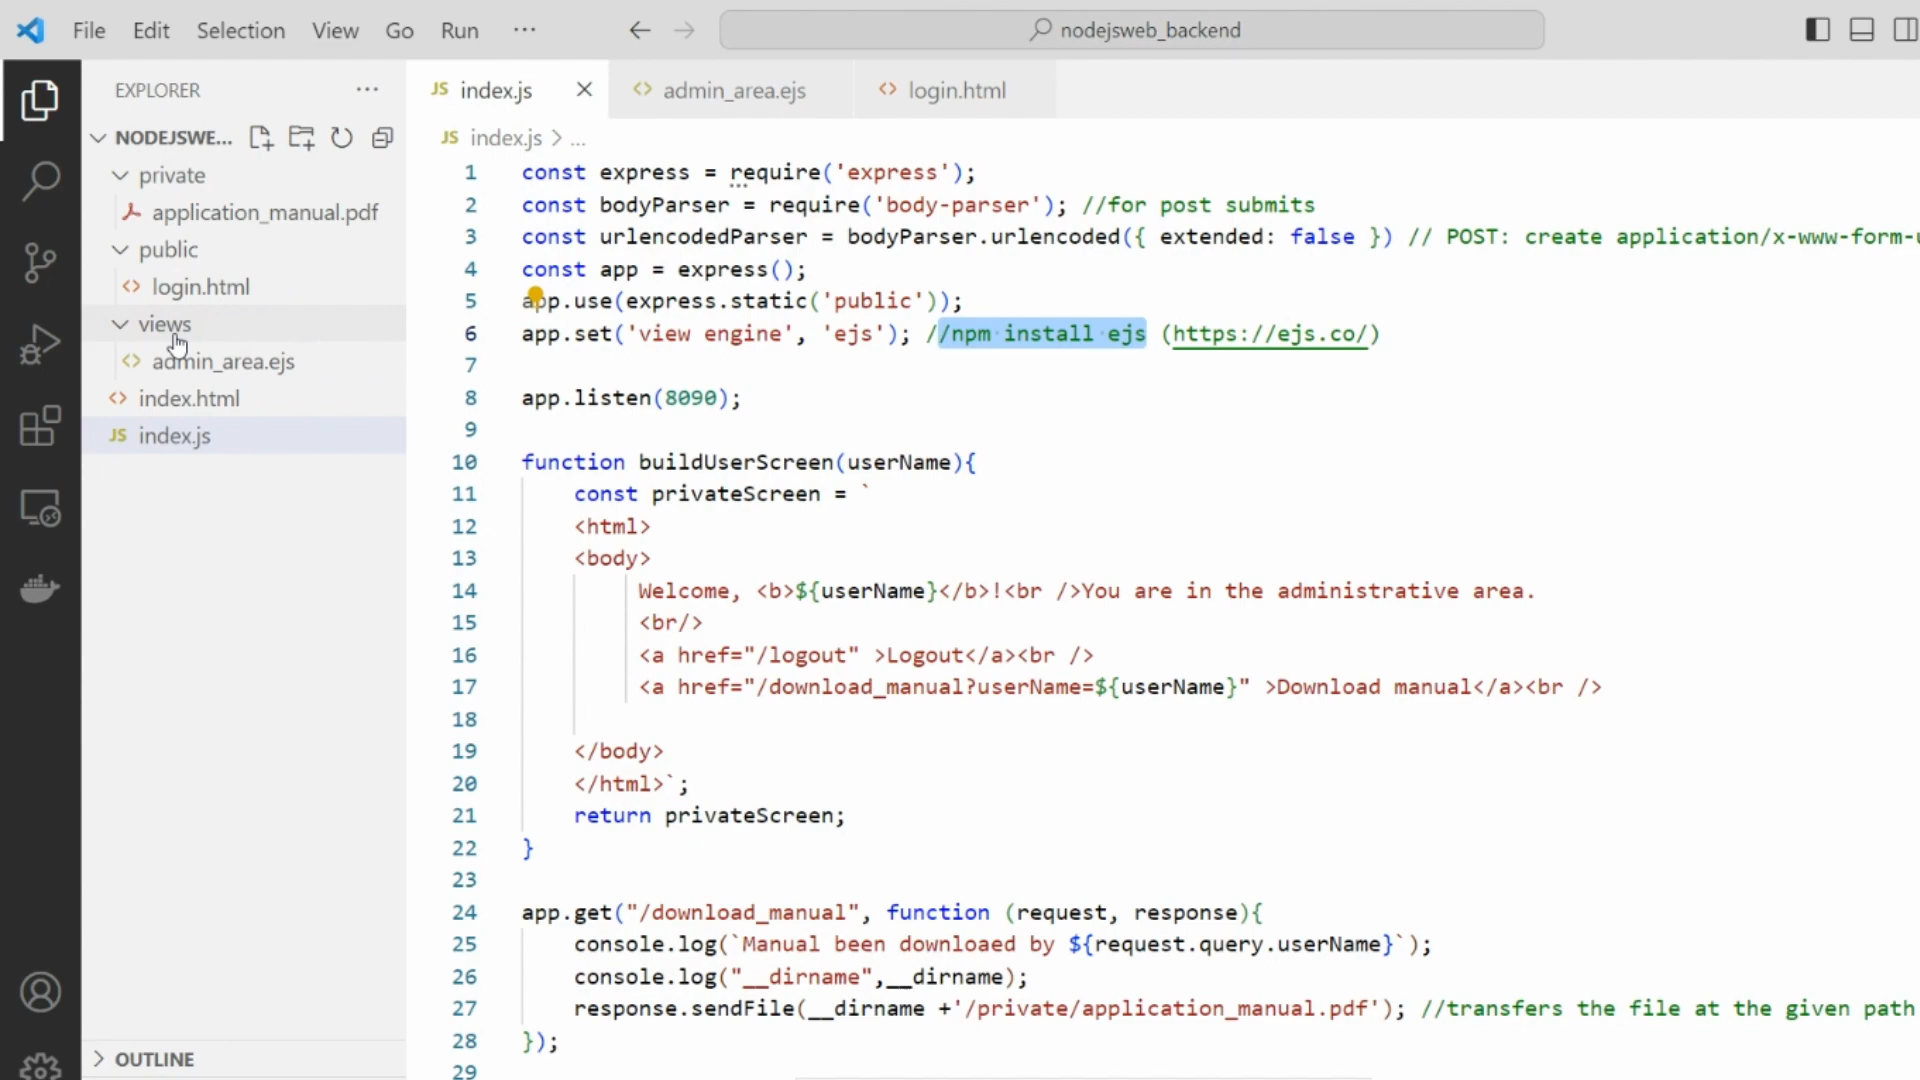 File Edit Selection View Go Run ···
nodejsweb_backend
EXPLORER ···
NODEJSWE...
private
application_manual.pdf
public
<> login.html
views
<> admin_area.ejs
<> index.html
JS index.js
OUTLINE
JS index.js
<> admin_area.ejs
<> login.html
JS index.js > ...
1 const express = require('express');
2 const bodyParser = require('body-parser'); //for post submits
3 const urlencodedParser = bodyParser.urlencoded({ extended: false }) // POST: create application/x-www-form-
4 const app = express();
5 app.use(express.static('public'));
6 app.set('view engine', 'ejs'); //npm install ejs (https://ejs.co/)
7
8 app.listen(8090);
9
10 function buildUserScreen(userName){
11 const privateScreen = `
12 <html>
13 <body>
14 Welcome, <b>${userName}</b>!<br />You are in the administrative area.
15 <br/>
16 <a href="/logout" >Logout</a><br />
17 <a href="/download_manual?userName=${userName}" >Download manual</a><br />
18
19 </body>
20 </html>`;
21 return privateScreen;
22 }
23
24 app.get("/download_manual", function (request, response){
25 console.log(`Manual been downloaed by ${request.query.userName}`);
26 console.log("__dirname",__dirname);
27 response.sendFile(__dirname +'/private/application_manual.pdf'); //transfers the file at the given path
28 });
29